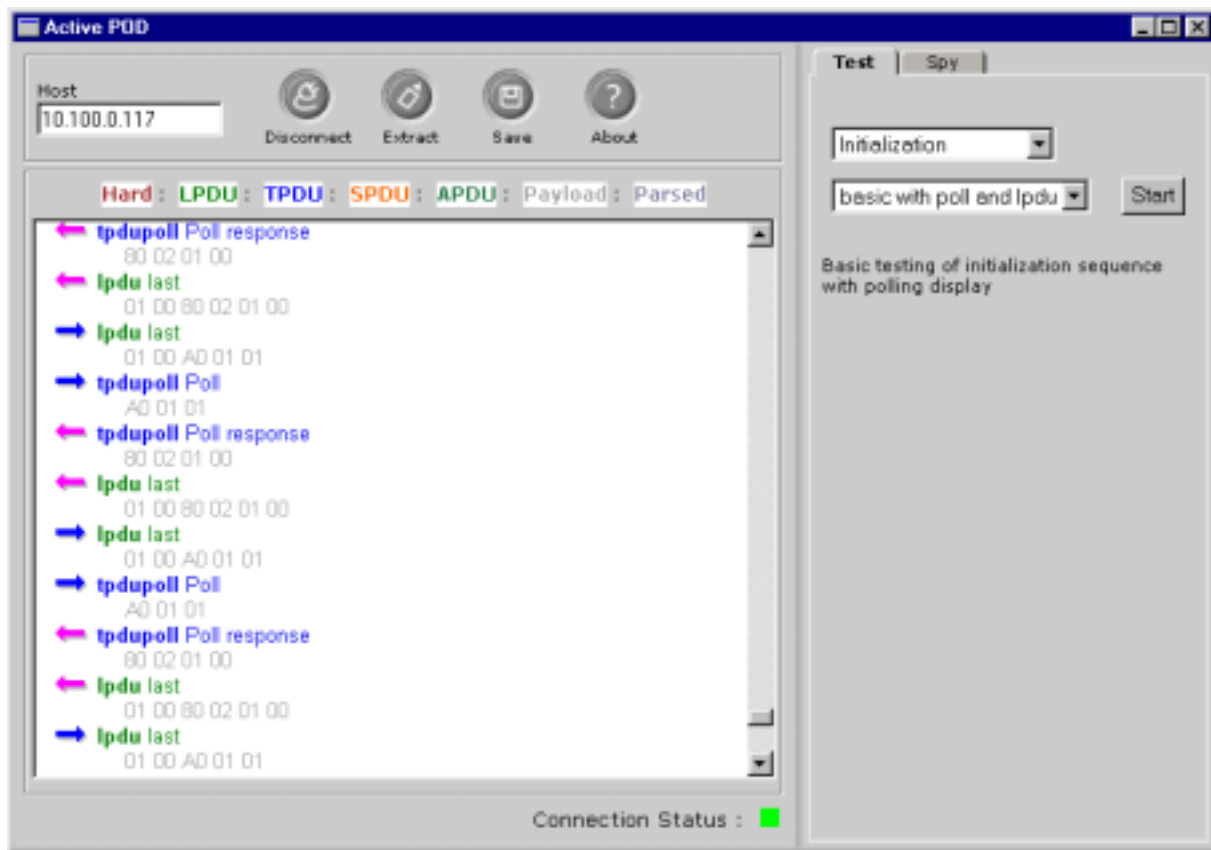 Active POD
Host
10.100.0.117
Disconnect Extract Save About
Hard : LPDU : TPDU : SPDU : APDU : Payload : Parsed
tpdupoll Poll response
80 02 01 00
lpdu last
01 00 80 02 01 00
lpdu last
01 00 A0 01 01
tpdupoll Poll
A0 01 01
tpdupoll Poll response
80 02 01 00
lpdu last
01 00 80 02 01 00
lpdu last
01 00 A0 01 01
tpdupoll Poll
A0 01 01
tpdupoll Poll response
80 02 01 00
lpdu last
01 00 80 02 01 00
lpdu last
01 00 A0 01 01
Connection Status :
Test Spy
Initialization
basic with poll and lpdu
Start
Basic testing of initialization sequence
with polling display